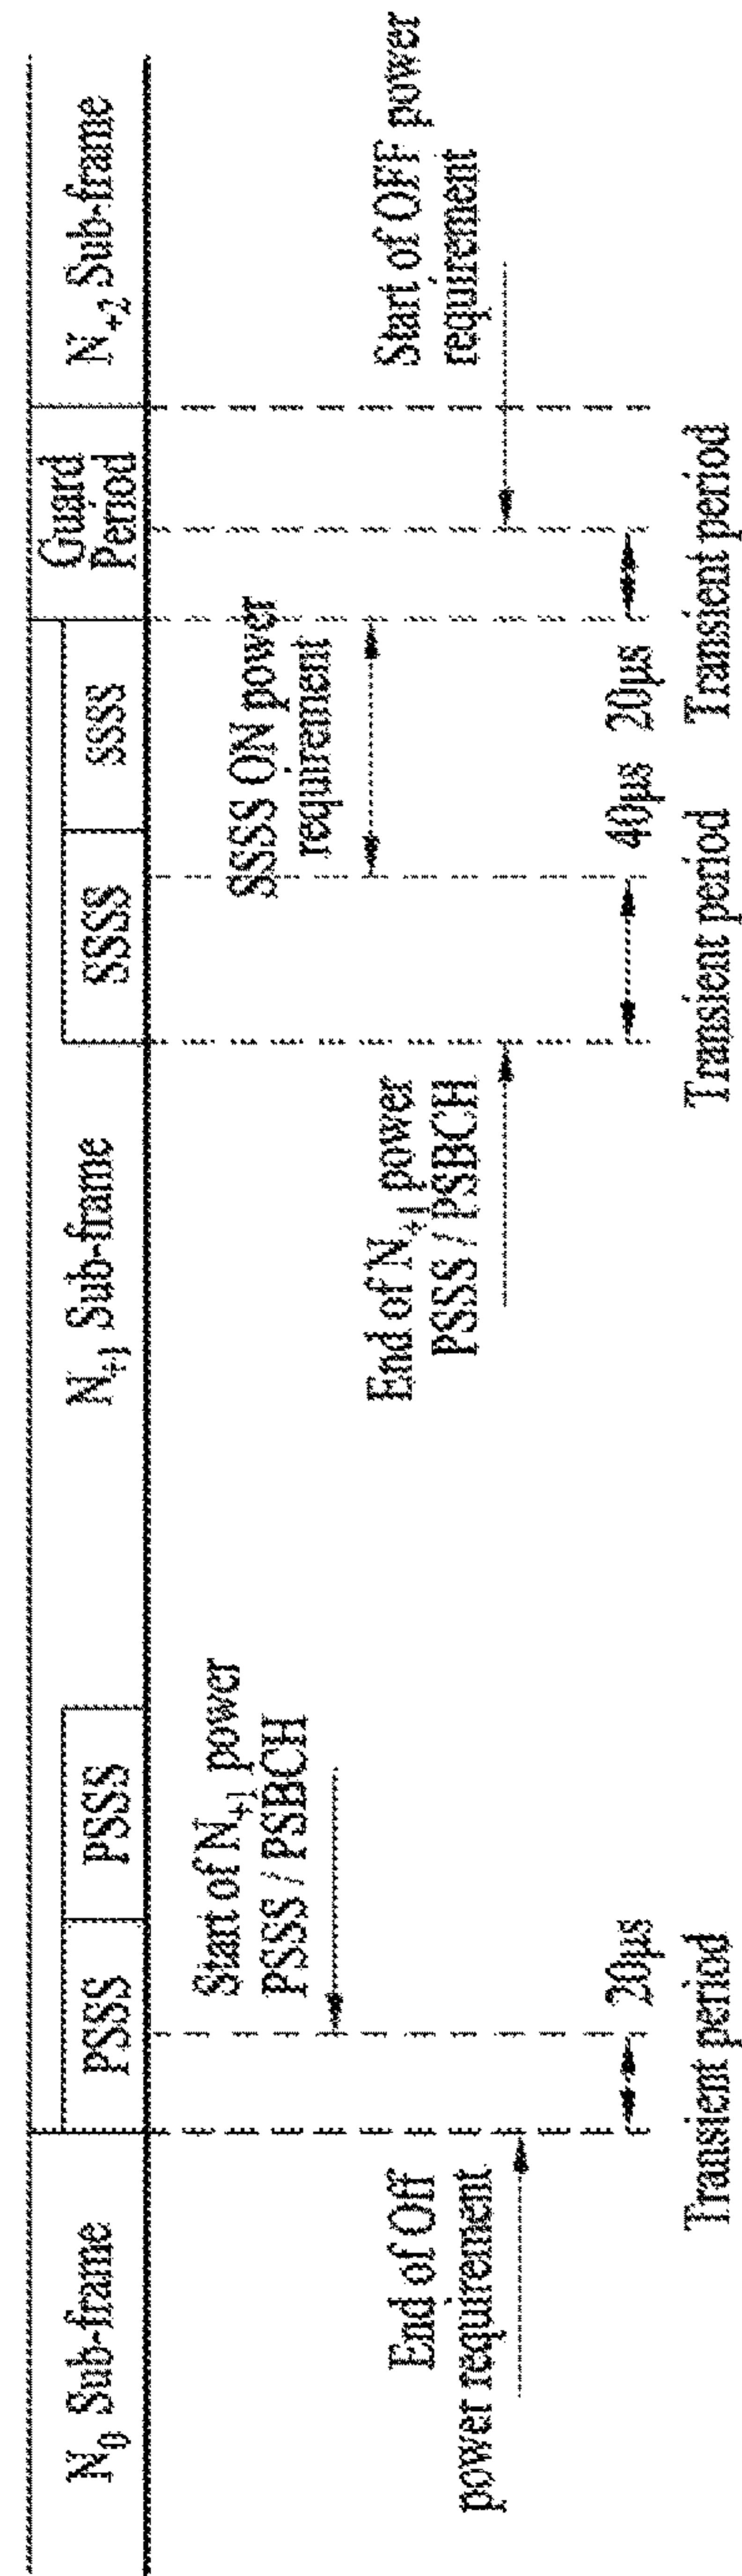 N0 Sub-frame
PSSS
PSSS
N+1 Sub-frame
SSSS
SSSS
Guard
Period
N+2 Sub-frame
End of Off
power requirement
Start of N+1 power
PSSS / PSBCH
End of N+1 power
PSSS / PSBCH
SSSS ON power
requirement
Start of OFF power
requirement
20µs
Transient period
40µs
Transient period
20µs
Transient period